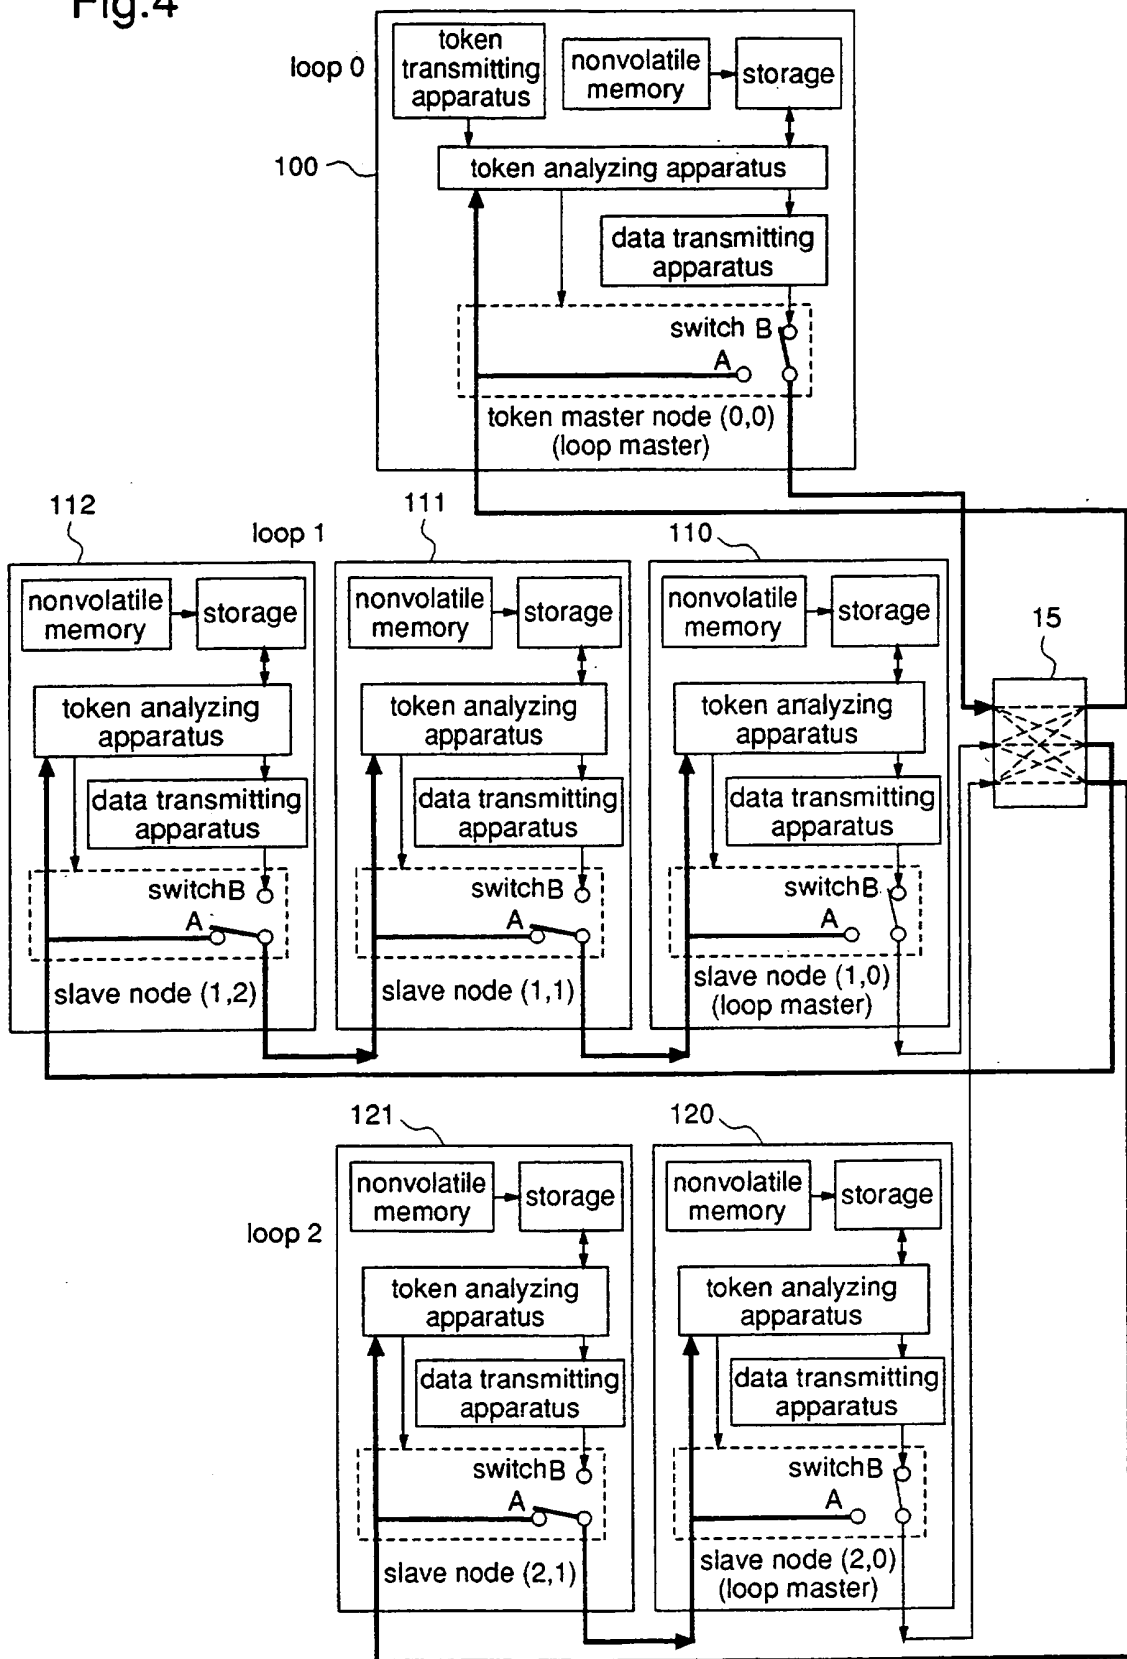 Fig.4
loop 0
token
transmitting
apparatus
nonvolatile
memory
storage
100
token analyzing apparatus
data transmitting
apparatus
switch B
A
token master node (0,0)
(loop master)
112
loop 1
111
110
15
nonvolatile
memory
storage
token analyzing
apparatus
data transmitting
apparatus
switchB
A
slave node (1,2)
nonvolatile
memory
storage
token analyzing
apparatus
data transmitting
apparatus
switchB
A
slave node (1,1)
nonvolatile
memory
storage
token analyzing
apparatus
data transmitting
apparatus
switchB
A
slave node (1,0)
(loop master)
121
120
loop 2
nonvolatile
memory
storage
token analyzing
apparatus
data transmitting
apparatus
switchB
A
slave node (2,1)
nonvolatile
memory
storage
token analyzing
apparatus
data transmitting
apparatus
switchB
A
slave node (2,0)
(loop master)